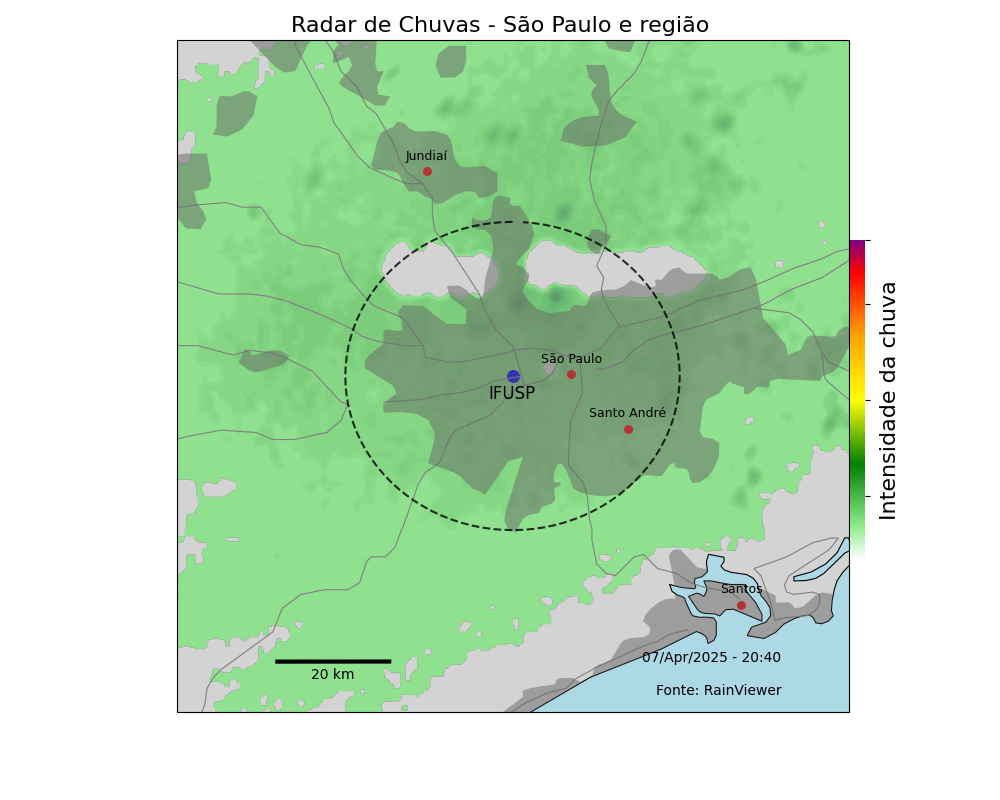 Radar de Chuvas - São Paulo e região
Jundiaí
São Paulo
IFUSP
Santo André
Intensidade da chuva
Santos
07/Apr/2025 - 20:40
20 km
Fonte: RainViewer